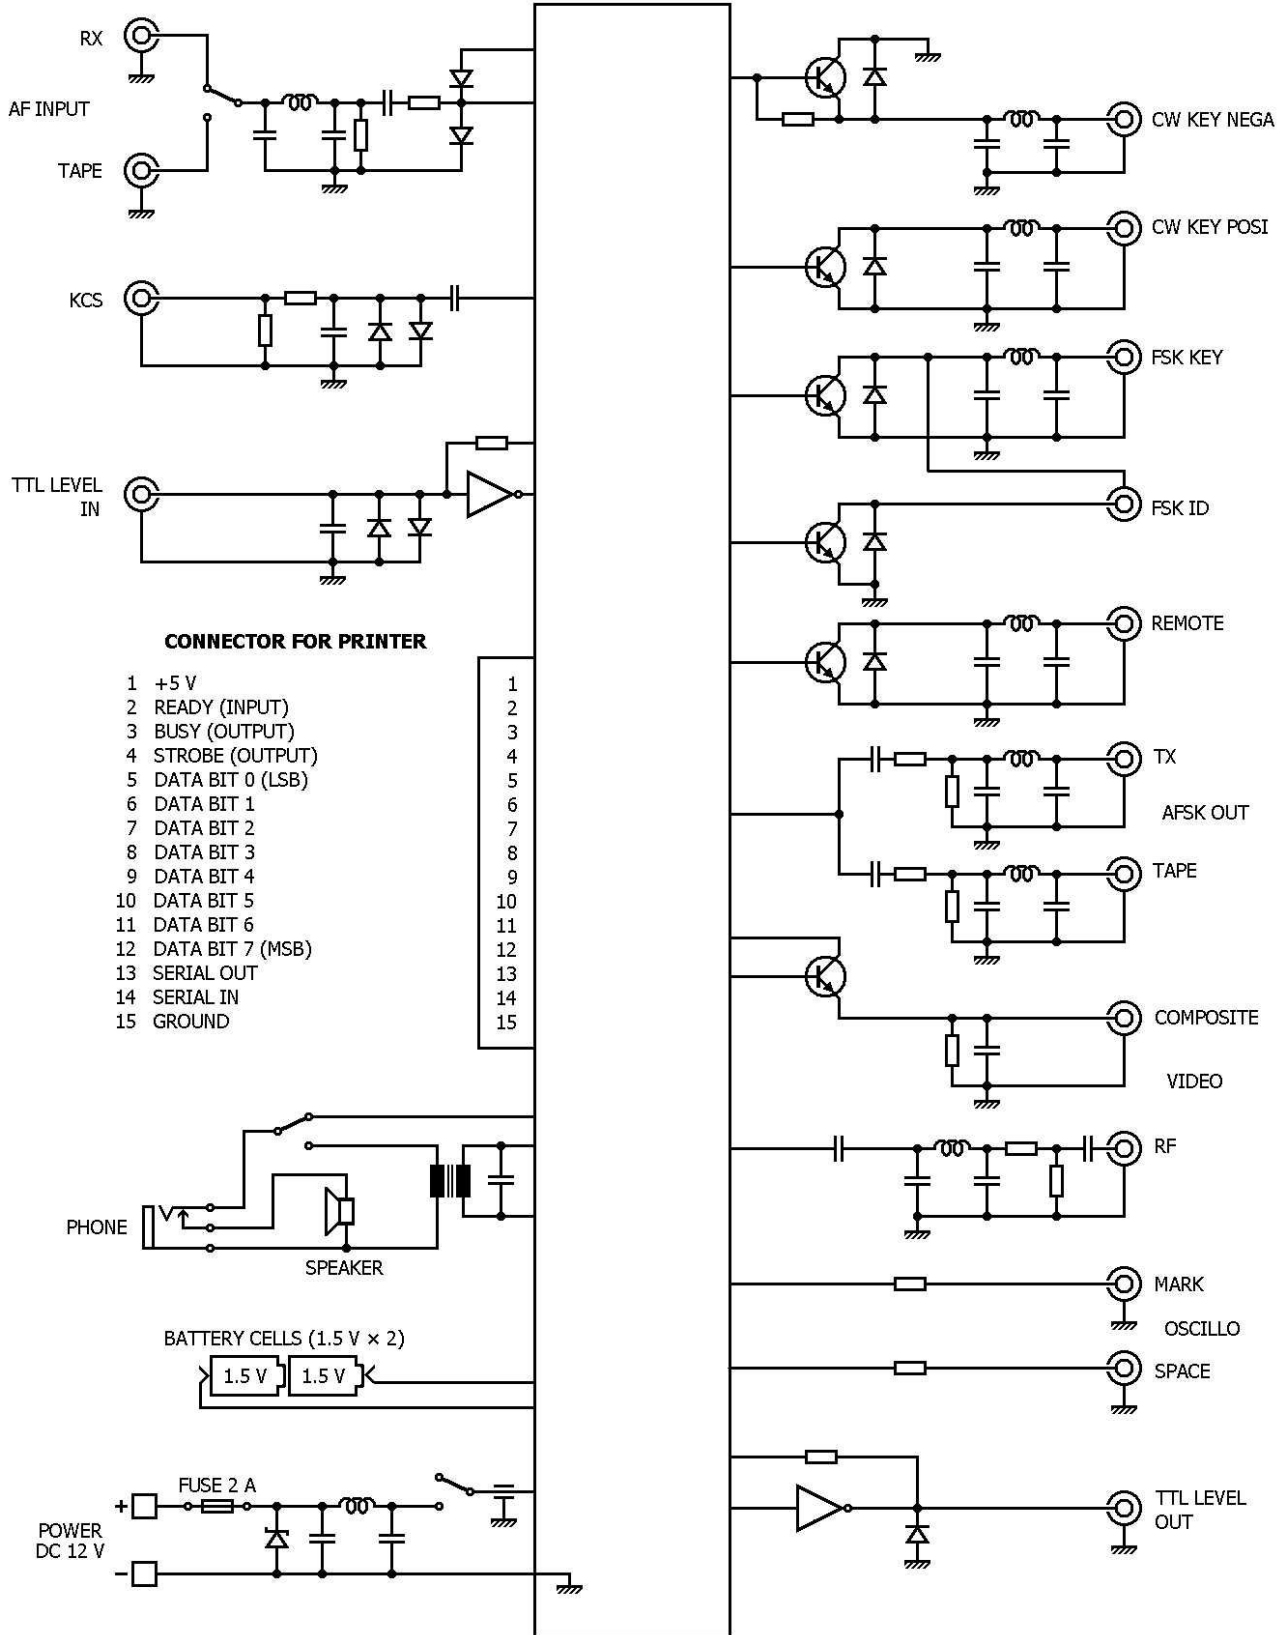 RX
AF INPUT
TAPE
KCS
TTL LEVEL
IN
CONNECTOR FOR PRINTER
1 +5 V
2 READY (INPUT)
3 BUSY (OUTPUT)
4 STROBE (OUTPUT)
5 DATA BIT 0 (LSB)
6 DATA BIT 1
7 DATA BIT 2
8 DATA BIT 3
9 DATA BIT 4
10 DATA BIT 5
11 DATA BIT 6
12 DATA BIT 7 (MSB)
13 SERIAL OUT
14 SERIAL IN
15 GROUND
1
2
3
4
5
6
7
8
9
10
11
12
13
14
15
PHONE
SPEAKER
BATTERY CELLS (1.5 V × 2)
1.5 V 1.5 V
FUSE 2 A
+
POWER
DC 12 V
−
CW KEY NEGA
CW KEY POSI
FSK KEY
FSK ID
REMOTE
TX
AFSK OUT
TAPE
COMPOSITE
VIDEO
RF
MARK
OSCILLO
SPACE
TTL LEVEL
OUT